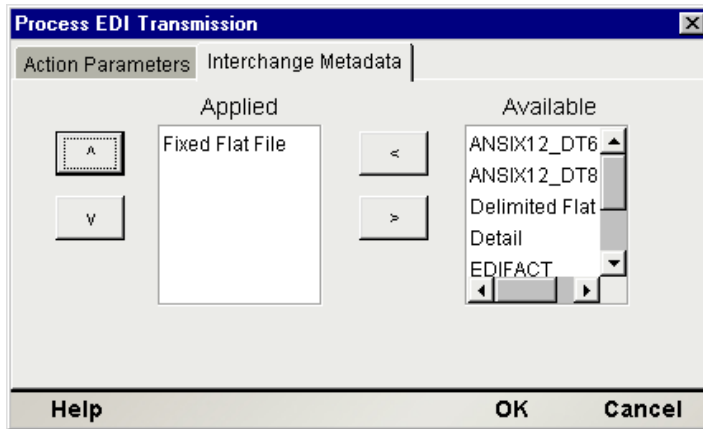 Process EDI Transmission
Action Parameters Interchange Metadata
Applied Available
^ Fixed Flat File < ANSIX12_DT6
ANSIX12_DT8
v > Delimited Flat
Detail
EDIFACT
Help OK Cancel